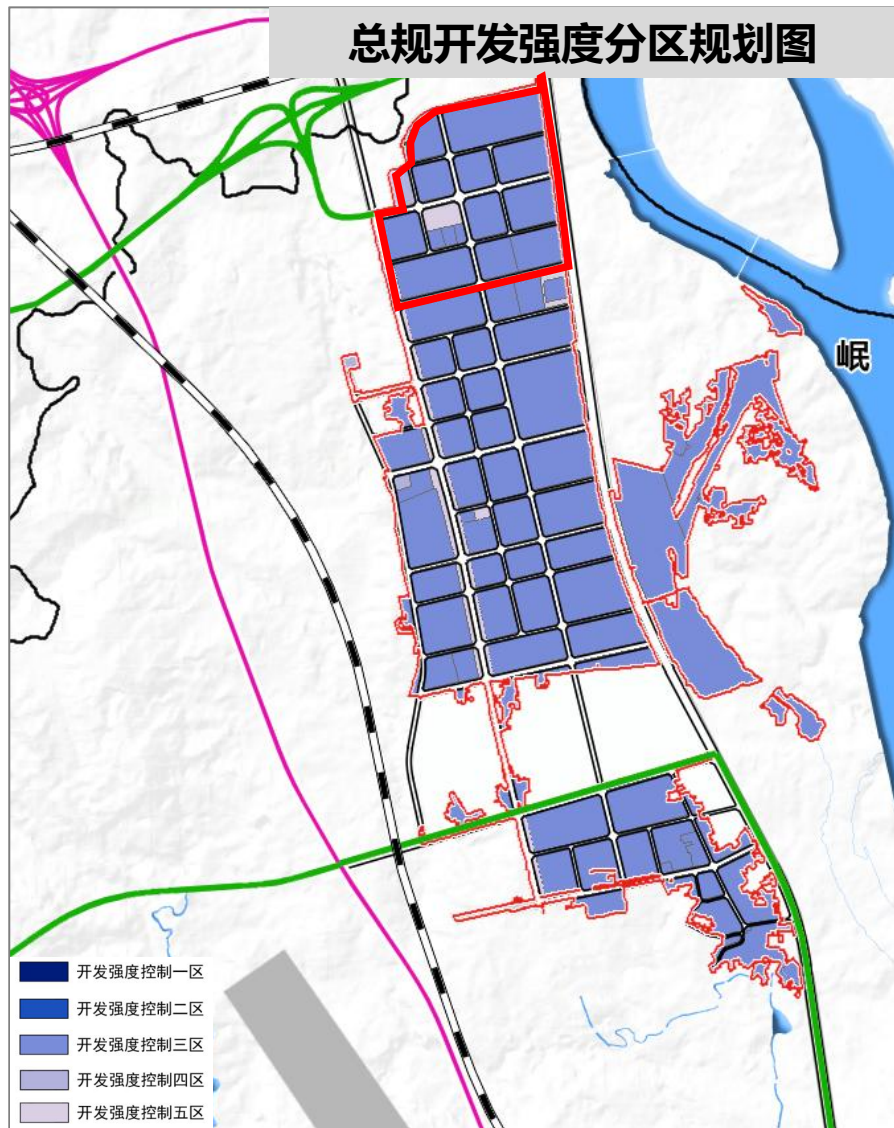 总规开发强度分区规划图
岷
开发强度控制一区
开发强度控制二区
开发强度控制三区
开发强度控制四区
开发强度控制五区